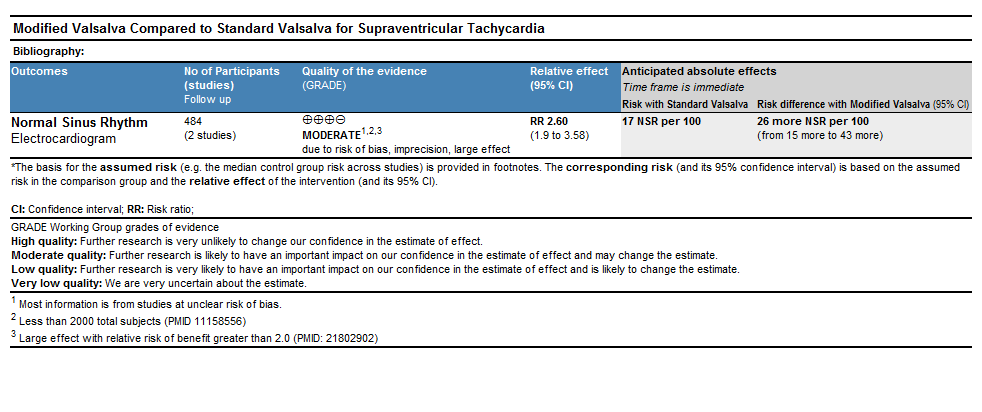 Modified Valsalva Compared to Standard Valsalva for Supraventricular Tachycardia
Bibliography:
Outcomes
No of Participants
(studies)
Follow up
Quality of the evidence
(GRADE)
Relative effect
(95% CI)
Anticipated absolute effects
Time frame is immediate
Risk with Standard Valsalva
Risk difference with Modified Valsalva (95% CI)
Normal Sinus Rhythm
Electrocardiogram
484
(2 studies)
⊕⊕⊕⊖
MODERATE1,2,3
due to risk of bias, imprecision, large effect
RR 2.60
(1.9 to 3.58)
17 NSR per 100
26 more NSR per 100
(from 15 more to 43 more)
*The basis for the assumed risk (e.g. the median control group risk across studies) is provided in footnotes. The corresponding risk (and its 95% confidence interval) is based on the assumed
risk in the comparison group and the relative effect of the intervention (and its 95% CI).
CI: Confidence interval; RR: Risk ratio;
GRADE Working Group grades of evidence
High quality: Further research is very unlikely to change our confidence in the estimate of effect.
Moderate quality: Further research is likely to have an important impact on our confidence in the estimate of effect and may change the estimate.
Low quality: Further research is very likely to have an important impact on our confidence in the estimate of effect and is likely to change the estimate.
Very low quality: We are very uncertain about the estimate.
1 Most information is from studies at unclear risk of bias.
2 Less than 2000 total subjects (PMID 11158556)
3 Large effect with relative risk of benefit greater than 2.0 (PMID: 21802902)